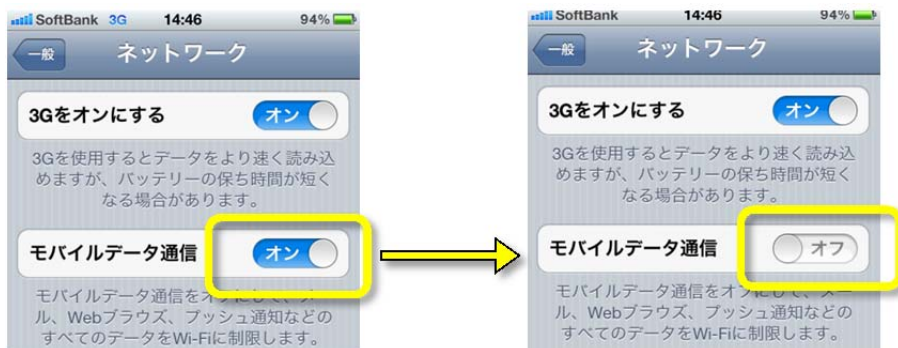 SoftBank 3G 14:46 94%
一般 ネットワーク
3Gをオンにする オン
3Gを使用するとデータをより速く読み込
めますが、バッテリーの保ち時間が短く
なる場合があります。
モバイルデータ通信 オン
モバイルデータ通信をオフにして、メー
ル、Webブラウズ、プッシュ通知などの
すべてのデータをWi-Fiに制限します。
SoftBank 14:46 94%
一般 ネットワーク
3Gをオンにする オン
3Gを使用するとデータをより速く読み込
めますが、バッテリーの保ち時間が短く
なる場合があります。
モバイルデータ通信 オフ
モバイルデータ通信をオフにして、メー
ル、Webブラウズ、プッシュ通知などの
すべてのデータをWi-Fiに制限します。